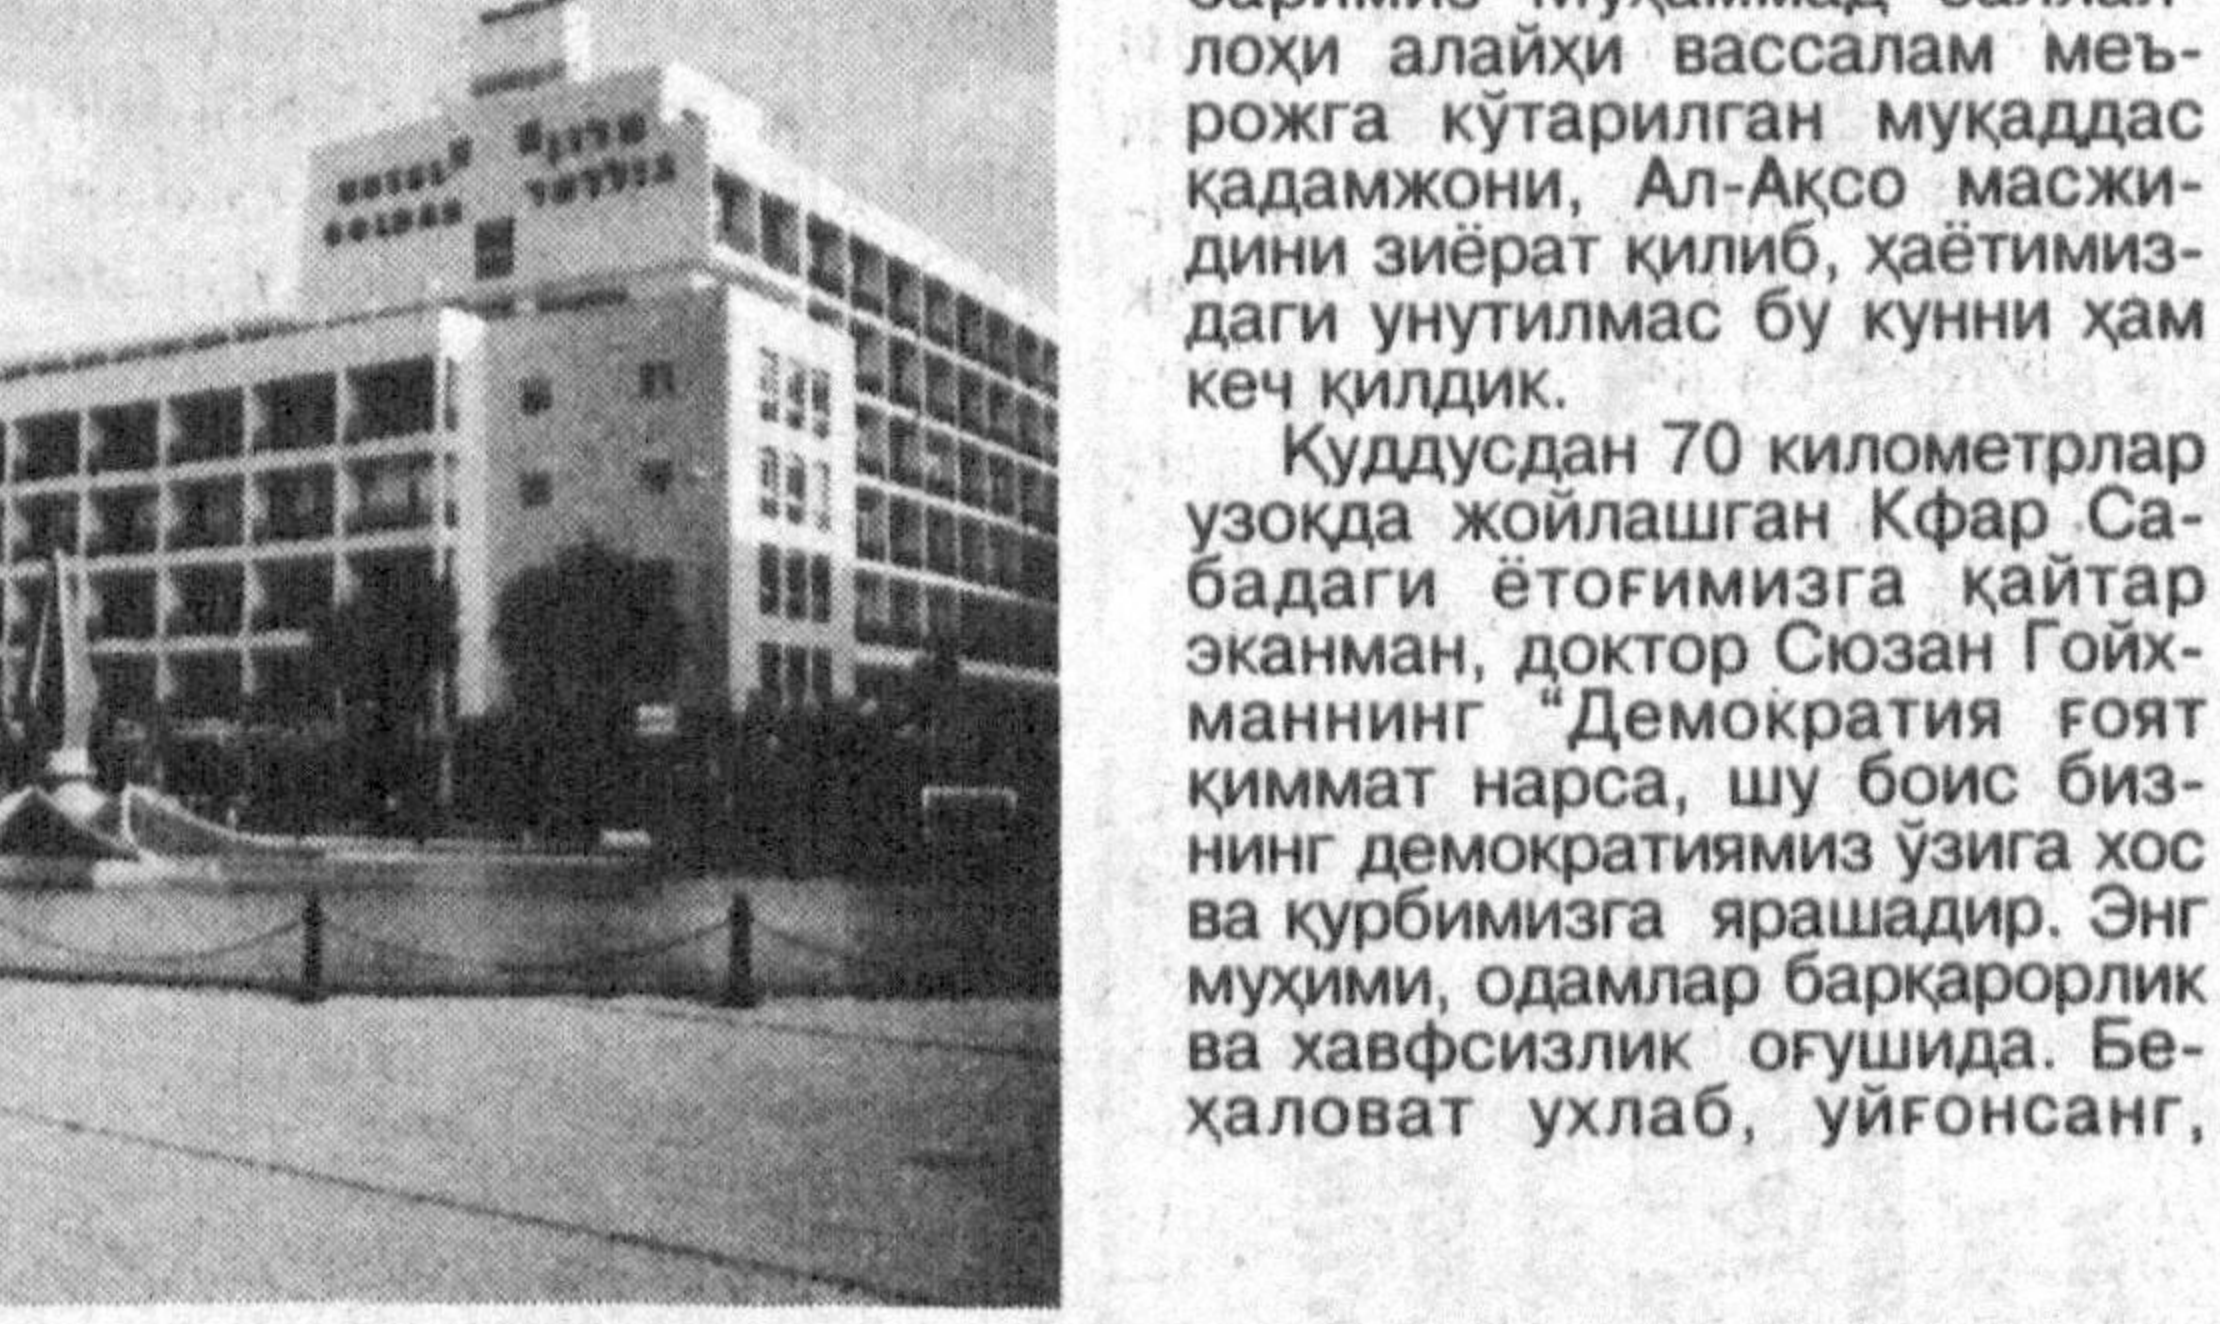 HOTEL
GOLDAR
מלון
лоҳи алайҳи вассалам меъ-
рожга кўтарилган муқаддас
қадамжони, Ал-Ақсо масжи-
дини зиёрат қилиб, ҳаётимиз-
даги унутилмас бу кунни ҳам
кеч қилдик.
Қуддусдан 70 километрлар
узоқда жойлашган Кфар Са-
бадаги ётоғимизга қайтар
эканман, доктор Сюзан Гойх-
маннинг “Демократия ғоят
қиммат нарса, шу боис биз-
нинг демократиямиз ўзига хос
ва қурбимизга ярашадир. Энг
муҳими, одамлар барқарорлик
ва хавфсизлик оғушида. Бе-
ҳаловат ухлаб, уйғонсанг,